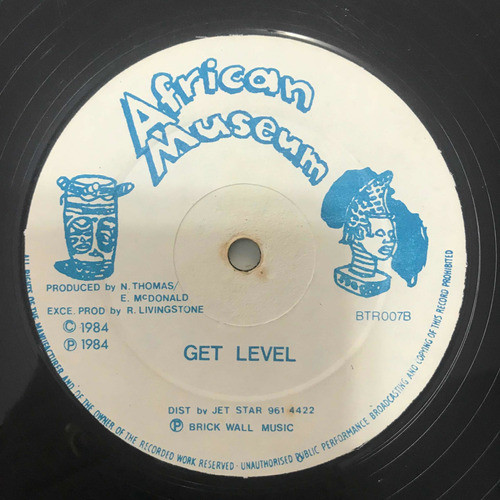 African
Museum
PRODUCED by N. THOMAS/
E. McDONALD
EXCE. PROD by R. LIVINGSTONE
© 1984
℗ 1984
BTR007B
GET LEVEL
DIST by JET STAR 961 4422
℗ BRICK WALL MUSIC
ALL RIGHTS OF THE MANUFACTURER AND OF THE OWNER OF THE RECORDED WORK RESERVED - UNAUTHORISED PUBLIC PERFORMANCE BROADCASTING AND COPYING OF THIS RECORD PROHIBITED